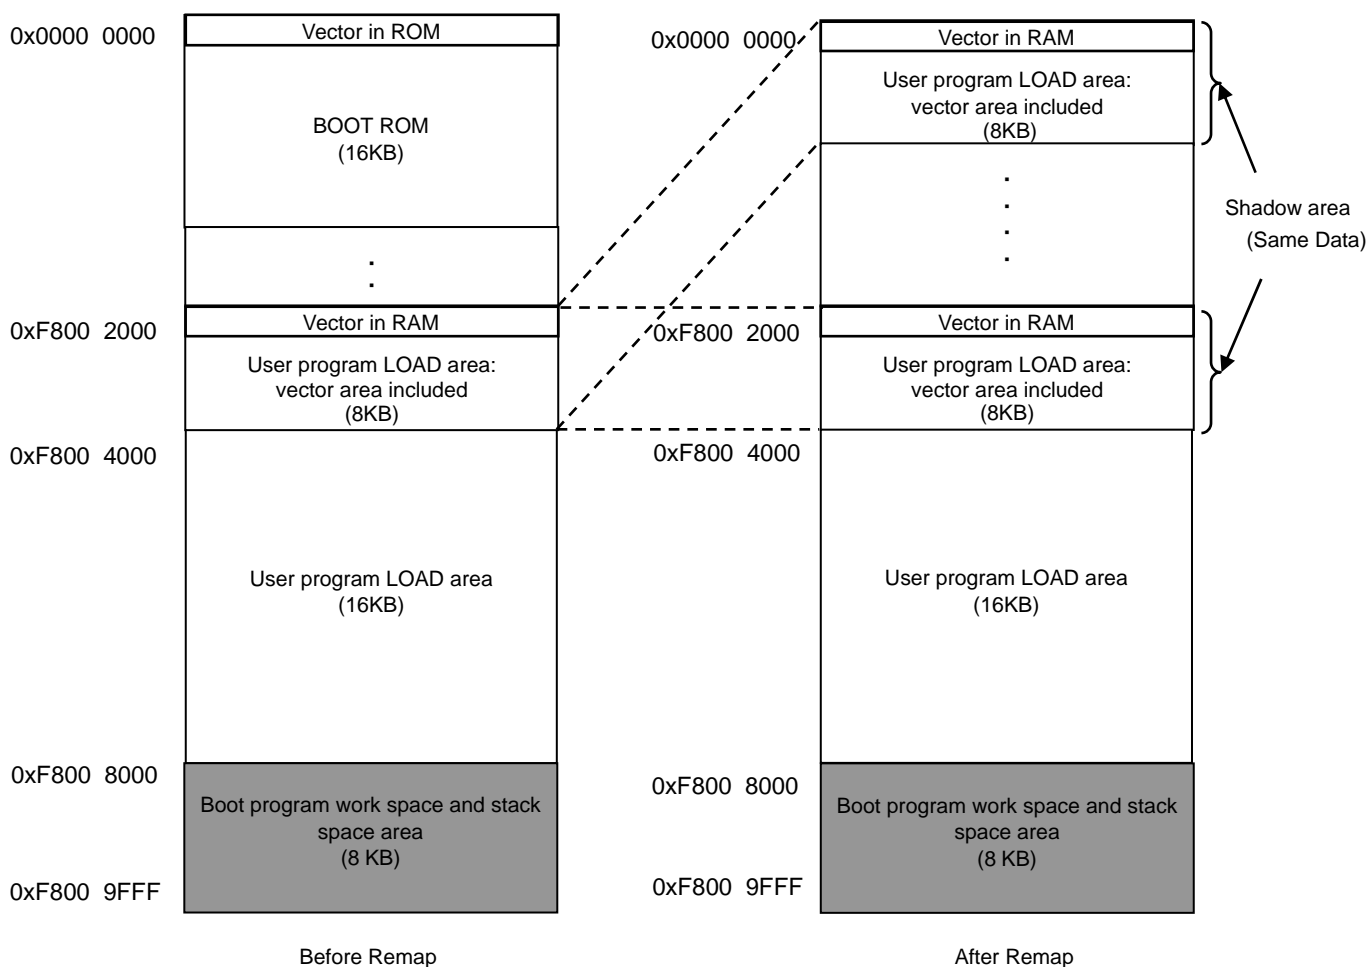 0x0000 0000
Vector in ROM
BOOT ROM
(16KB)
.
.
0xF800 2000
Vector in RAM
User program LOAD area:
vector area included
(8KB)
0xF800 4000
User program LOAD area
(16KB)
0xF800 8000
Boot program work space and stack
space area
(8 KB)
0xF800 9FFF
Before Remap
0x0000 0000
Vector in RAM
User program LOAD area:
vector area included
(8KB)
.
.
.
.
0xF800 2000
Vector in RAM
User program LOAD area:
vector area included
(8KB)
0xF800 4000
User program LOAD area
(16KB)
0xF800 8000
Boot program work space and stack
space area
(8 KB)
0xF800 9FFF
After Remap
Shadow area
(Same Data)